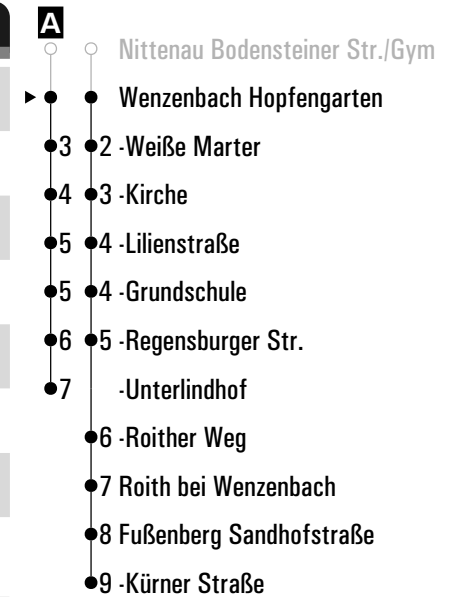 A
Nittenau Bodensteiner Str./Gym
Wenzenbach Hopfengarten
3 2 -Weiße Marter
4 3 -Kirche
5 4 -Lilienstraße
5 4 -Grundschule
6 5 -Regensburger Str.
7 -Unterlindhof
6 -Roither Weg
7 Roith bei Wenzenbach
8 Fußenberg Sandhofstraße
9 -Kürner Straße